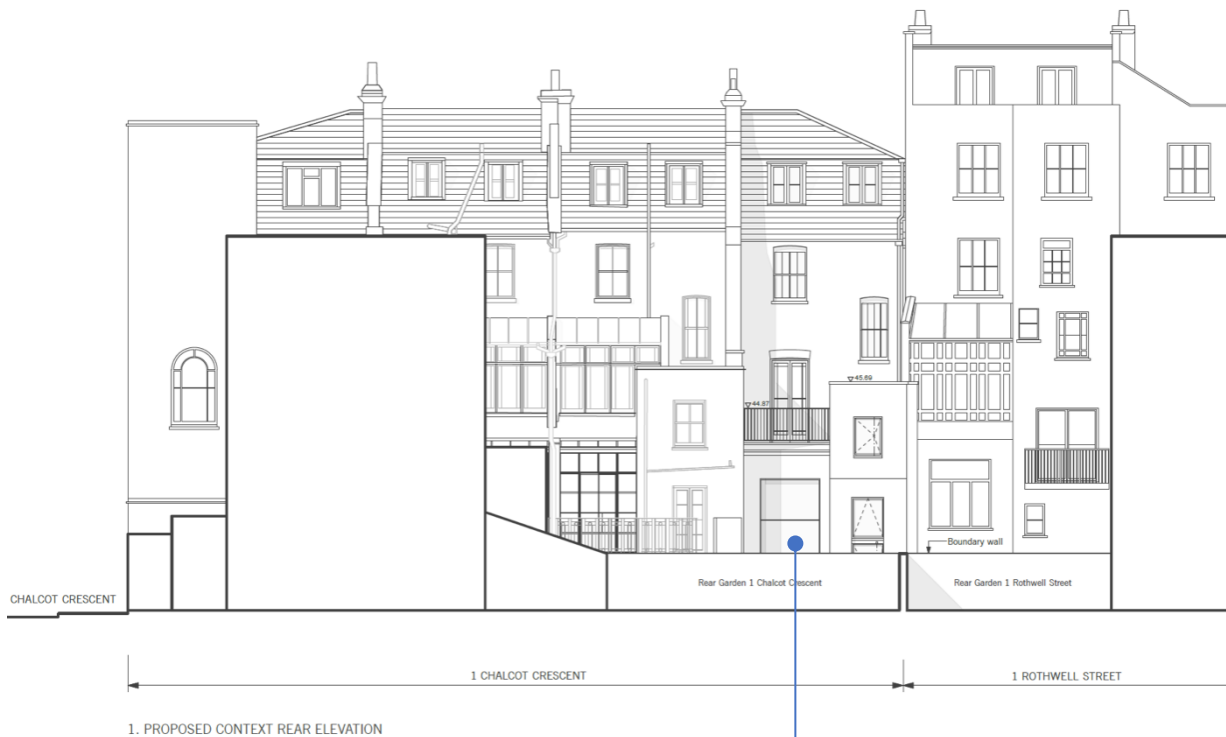 45.69
44.87
Boundary wall
Rear Garden 1 Chalcot Crescent
Rear Garden 1 Rothwell Street
CHALCOT CRESCENT
1 CHALCOT CRESCENT
1 ROTHWELL STREET
1. PROPOSED CONTEXT REAR ELEVATION